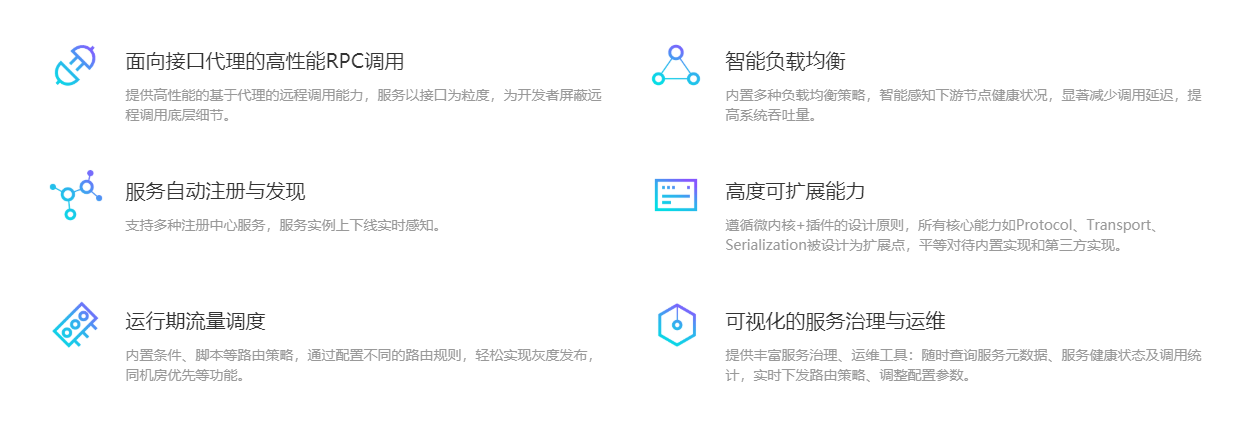 面向接口代理的高性能RPC调用
提供高性能的基于代理的远程调用能力，服务以接口为粒度，为开发者屏蔽远
程调用底层细节。
智能负载均衡
内置多种负载均衡策略，智能感知下游节点健康状况，显著减少调用延迟，提
高系统吞吐量。
服务自动注册与发现
支持多种注册中心服务，服务实例上下线实时感知。
高度可扩展能力
遵循微内核+插件的设计原则，所有核心能力如Protocol、Transport、
Serialization被设计为扩展点，平等对待内置实现和第三方实现。
运行期流量调度
内置条件、脚本等路由策略，通过配置不同的路由规则，轻松实现灰度发布，
同机房优先等功能。
可视化的服务治理与运维
提供丰富服务治理、运维工具：随时查询服务元数据、服务健康状态及调用统
计，实时下发路由策略、调整配置参数。